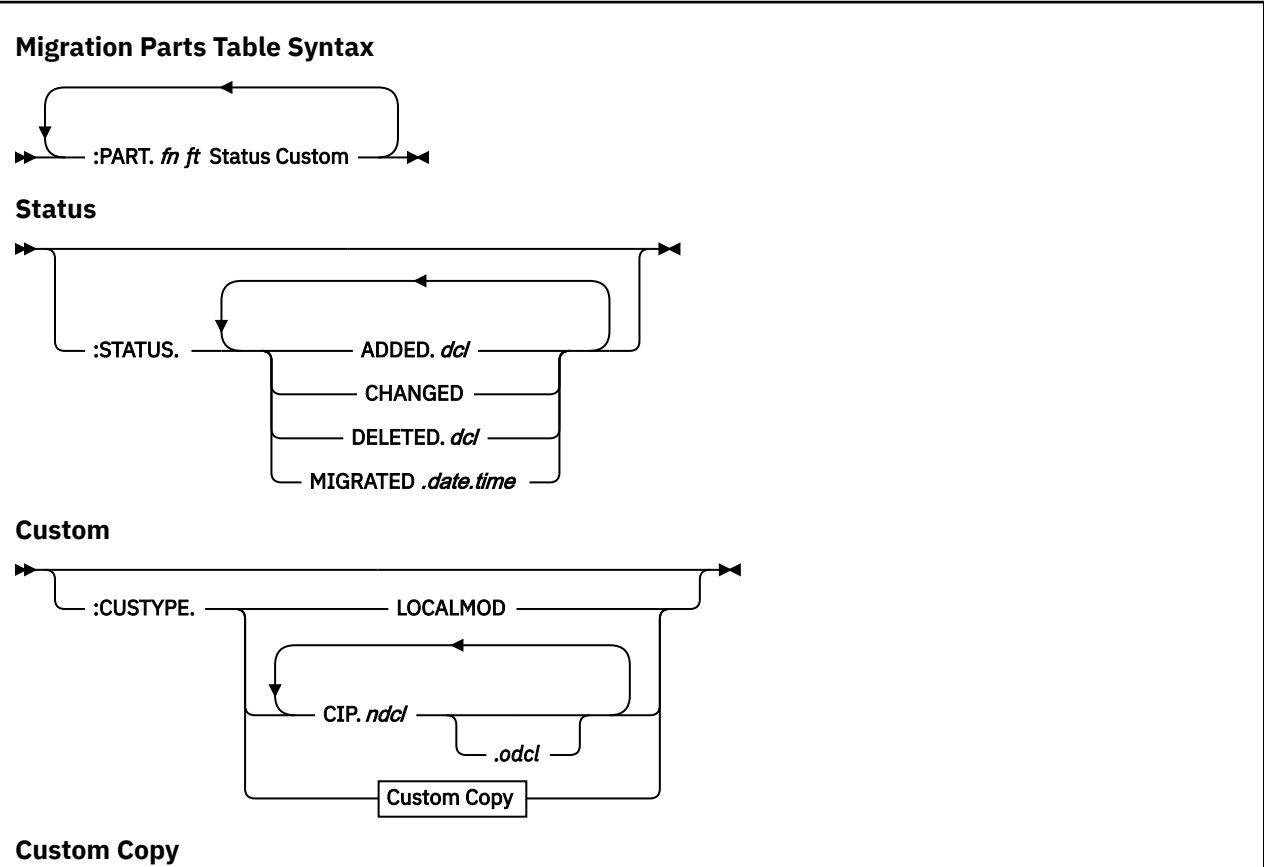 Migration Parts Table Syntax
:PART. fn ft Status Custom
Status
:STATUS. ADDED. dcl
CHANGED
DELETED. dcl
MIGRATED .date.time
Custom
:CUSTYPE. LOCALMOD
CIP. ndcl
.odcl
Custom Copy
Custom Copy